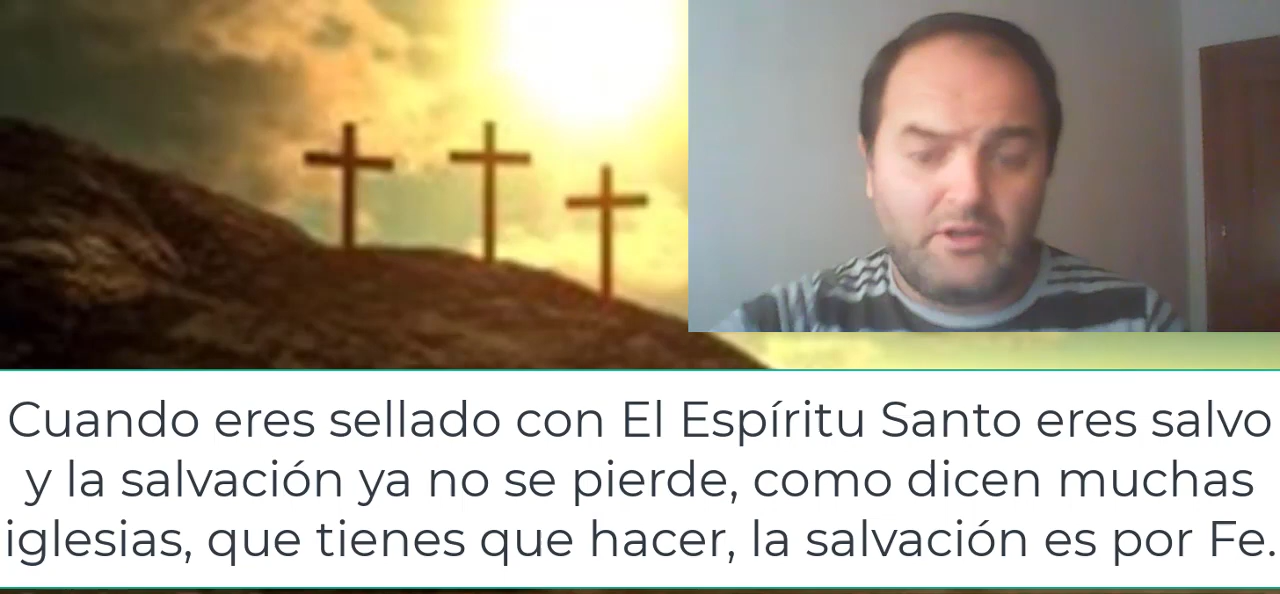 Cuando eres sellado con El Espíritu Santo eres salvo
y la salvación ya no se pierde, como dicen muchas
iglesias, que tienes que hacer, la salvación es por Fe.